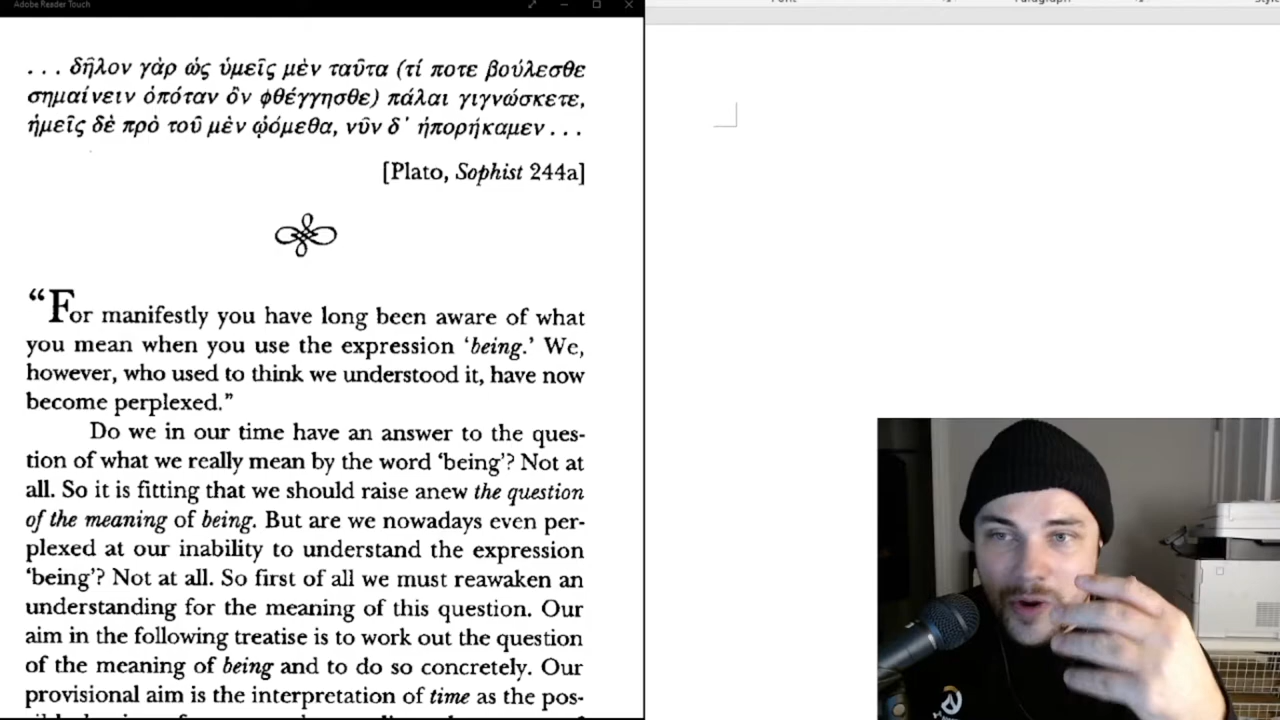 Adobe Reader Touch
. . . δῆλον γὰρ ὡς ὑμεῖς μὲν ταῦτα (τί ποτε βούλεσθε
σημαίνειν ὁπόταν ὂν φθέγγησθε) πάλαι γιγνώσκετε,
ἡμεῖς δὲ πρὸ τοῦ μὲν ᾠόμεθα, νῦν δ' ἠπορήκαμεν . . .
[Plato, Sophist 244a]
“For manifestly you have long been aware of what
you mean when you use the expression ‘being.’ We,
however, who used to think we understood it, have now
become perplexed.”
Do we in our time have an answer to the ques-
tion of what we really mean by the word ‘being’? Not at
all. So it is fitting that we should raise anew the question
of the meaning of being. But are we nowadays even per-
plexed at our inability to understand the expression
‘being’? Not at all. So first of all we must reawaken an
understanding for the meaning of this question. Our
aim in the following treatise is to work out the question
of the meaning of being and to do so concretely. Our
provisional aim is the interpretation of time as the pos-